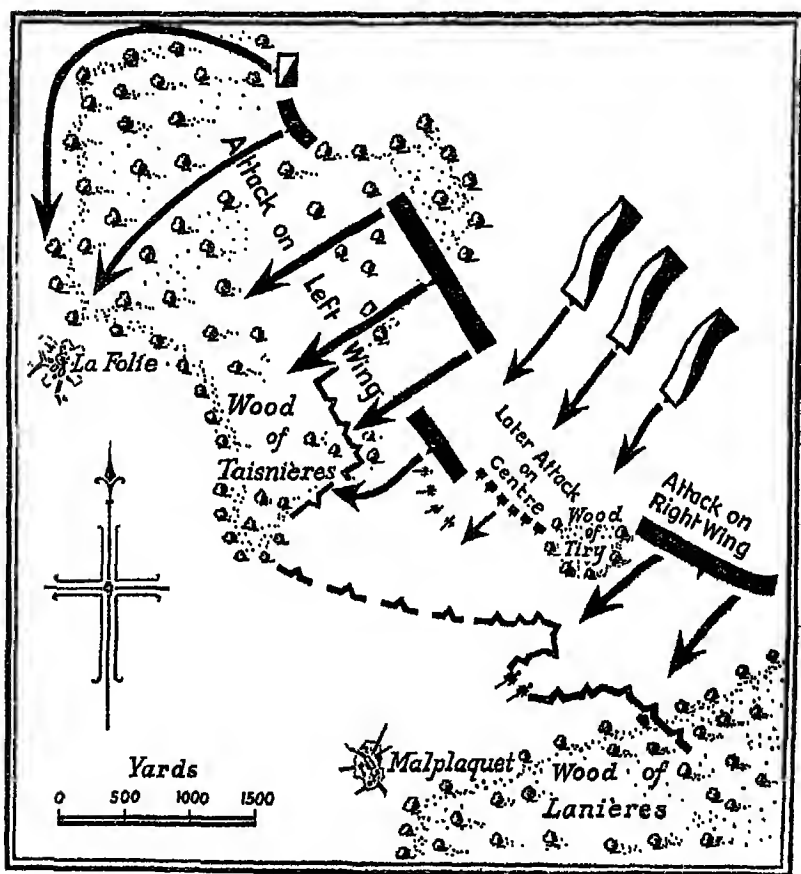 Attack on
Left Wing
La Folie
Wood
of
Taisnières
Later Attack
on
Centre
Wood
of
Tiry
Attack on
Right Wing
Malplaquet
Wood of
Lanières
Yards
0 500 1000 1500